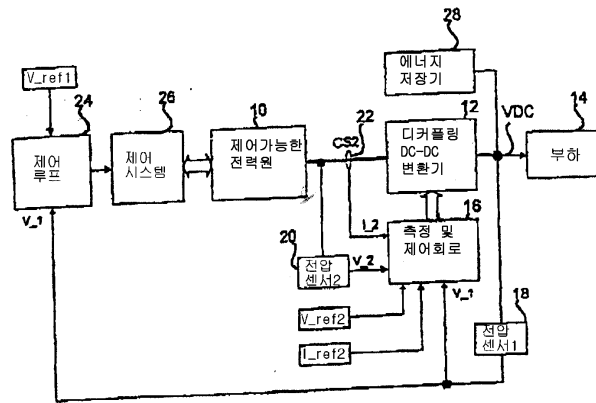 V_ref1
24
제어
루프
V_1
26
제어
시스템
10
제어가능한
전력원
28
에너지
저장기
22
CS2
12
디커플링
DC-DC
변환기
VDC
14
부하
16
측정 및
제어회로
I_2
V_2
V_1
20
전압
센서2
V_ref2
I_ref2
18
전압
센서1